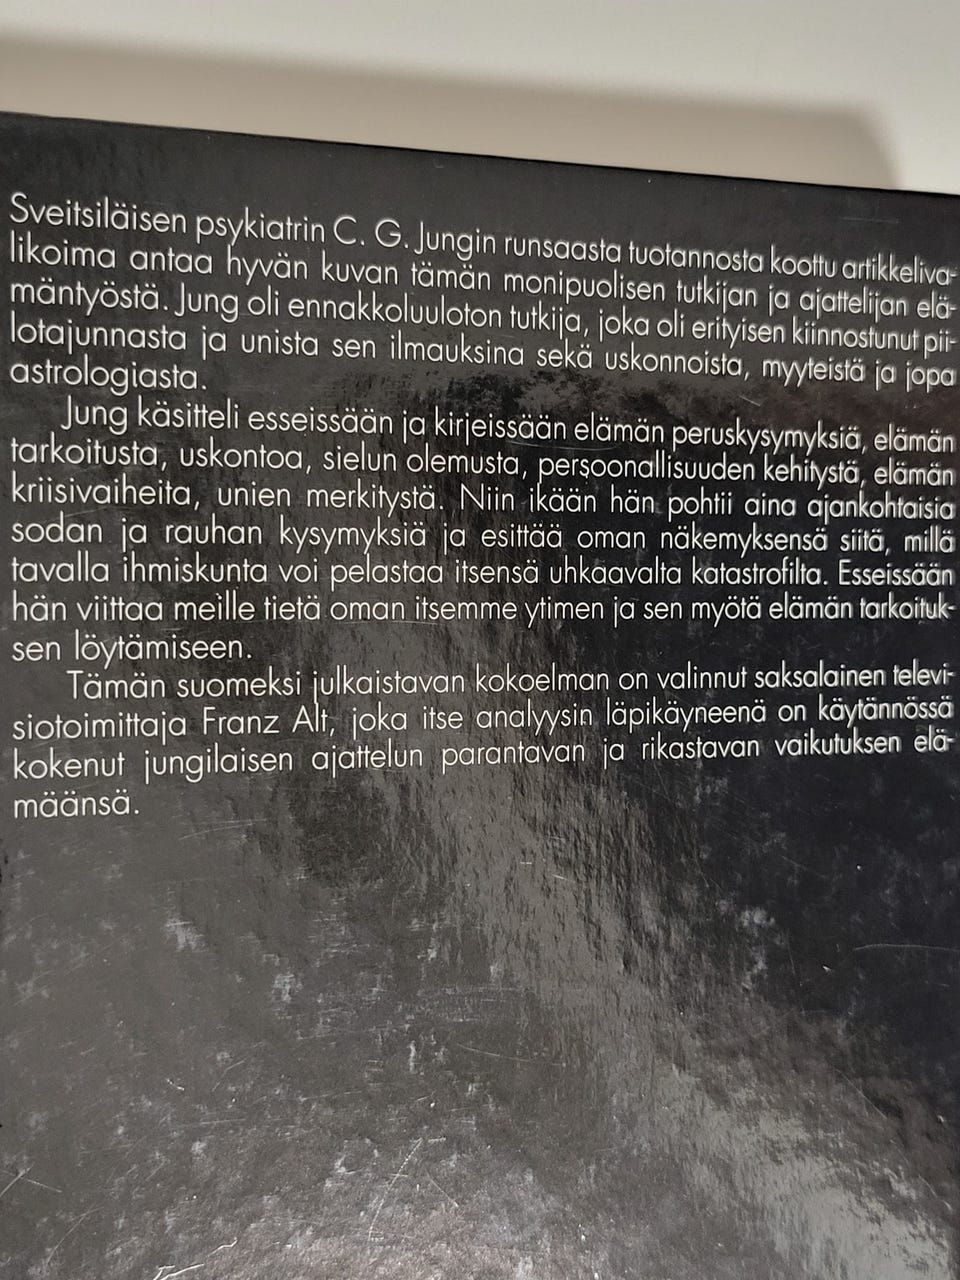 Sveitsiläisen psykiatrin C. G. Jungin runsaasta tuotannosta koottu artikkeliva-
likoima antaa hyvän kuvan tämän monipuolisen tutkijan ja ajattelijan elä-
mäntyöstä. Jung oli ennakkoluuloton tutkija, joka oli erityisen kiinnostunut pii-
lotajunnasta ja unista sen ilmauksina sekä uskonnoista, myyteistä ja jopa
astrologiasta.
Jung käsitteli esseissään ja kirjeissään elämän peruskysymyksiä, elämän
tarkoitusta, uskontoa, sielun olemusta, persoonallisuuden kehitystä, elämän
kriisivaiheita, unien merkitystä. Niin ikään hän pohtii aina ajankohtaisia
sodan ja rauhan kysymyksiä ja esittää oman näkemyksensä siitä, millä
tavalla ihmiskunta voi pelastaa itsensä uhkaavalta katastrofilta. Esseissään
hän viittaa meille tietä oman itsemme ytimen ja sen myötä elämän tarkoituk-
sen löytämiseen.
Tämän suomeksi julkaistavan kokoelman on valinnut saksalainen televi-
siotoimittaja Franz Alt, joka itse analyysin läpikäyneenä on käytännössä
kokenut jungilaisen ajattelun parantavan ja rikastavan vaikutuksen elä-
määnsä.